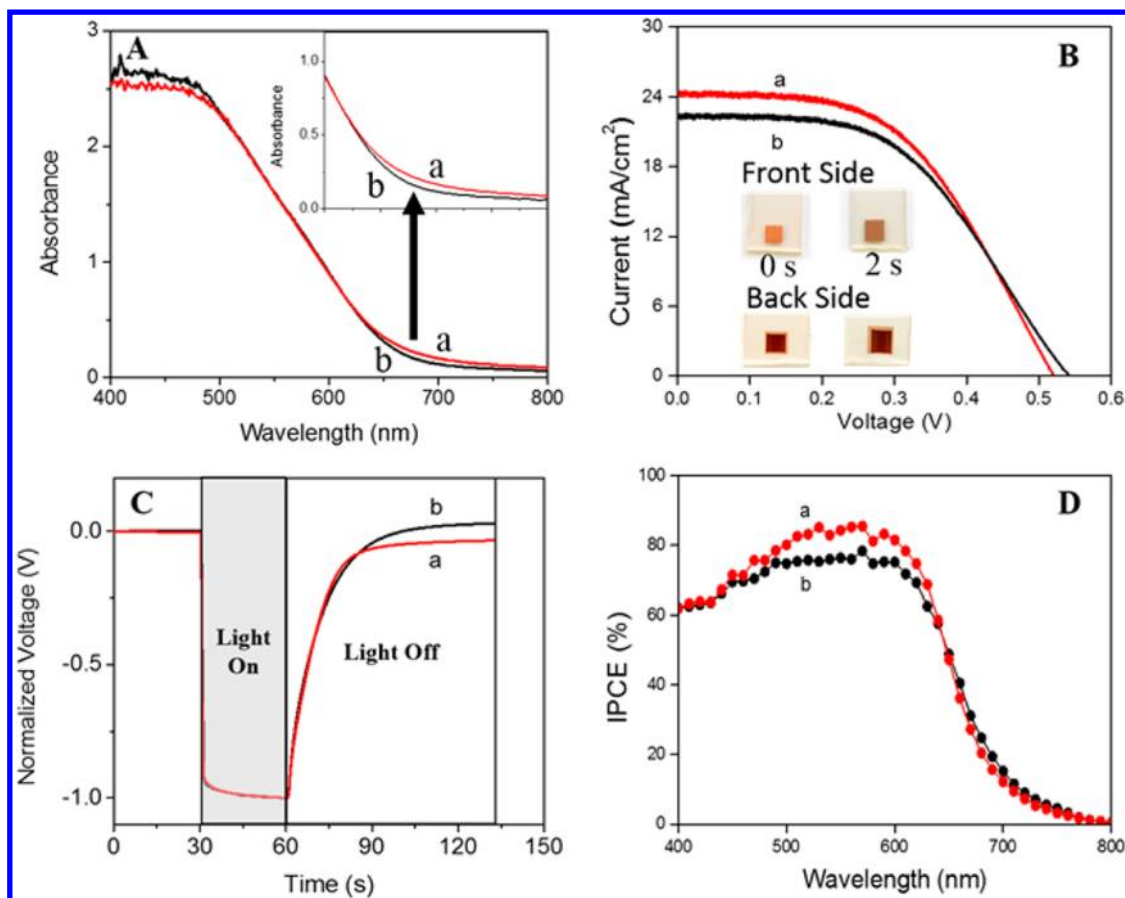 A
Absorbance
3
2
1
0
400 500 600 700 800
Wavelength (nm)
a
b
Absorbance
1.0
0.5
0.0
a
b
B
Current (mA/cm²)
30
24
18
12
6
0
0.0 0.1 0.2 0.3 0.4 0.5 0.6
Voltage (V)
a
b
Front Side
0 s 2 s
Back Side
C
Normalized Voltage (V)
0.0
-0.5
-1.0
0 30 60 90 120 150
Time (s)
Light
On
Light Off
b
a
D
IPCE (%)
100
80
60
40
20
0
400 500 600 700 800
Wavelength (nm)
a
b